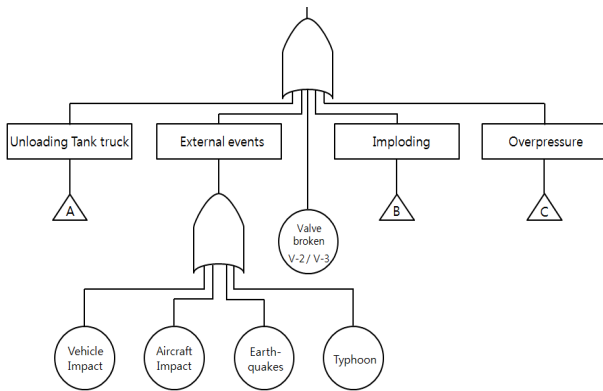 Unloading Tank truck
External events
Imploding
Overpressure
A
Valve
broken
V-2 / V-3
B
C
Vehicle
Impact
Aircraft
Impact
Earth-
quakes
Typhoon